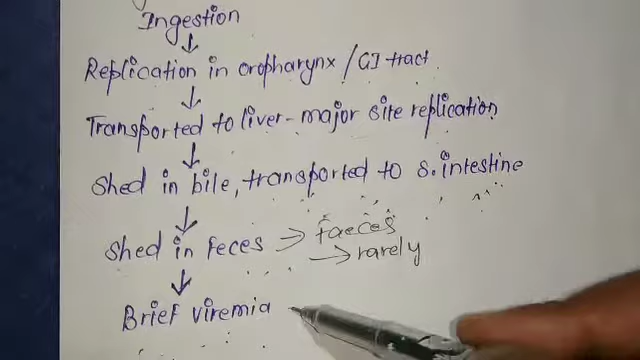 Ingestion
↓
Replication in oropharynx / GI tract
↓
Transported to liver - major site replication
↓
Shed in bile, transported to S. intestine
↓
Shed in Feces → faeces
→ rarely
↓
Brief viremia